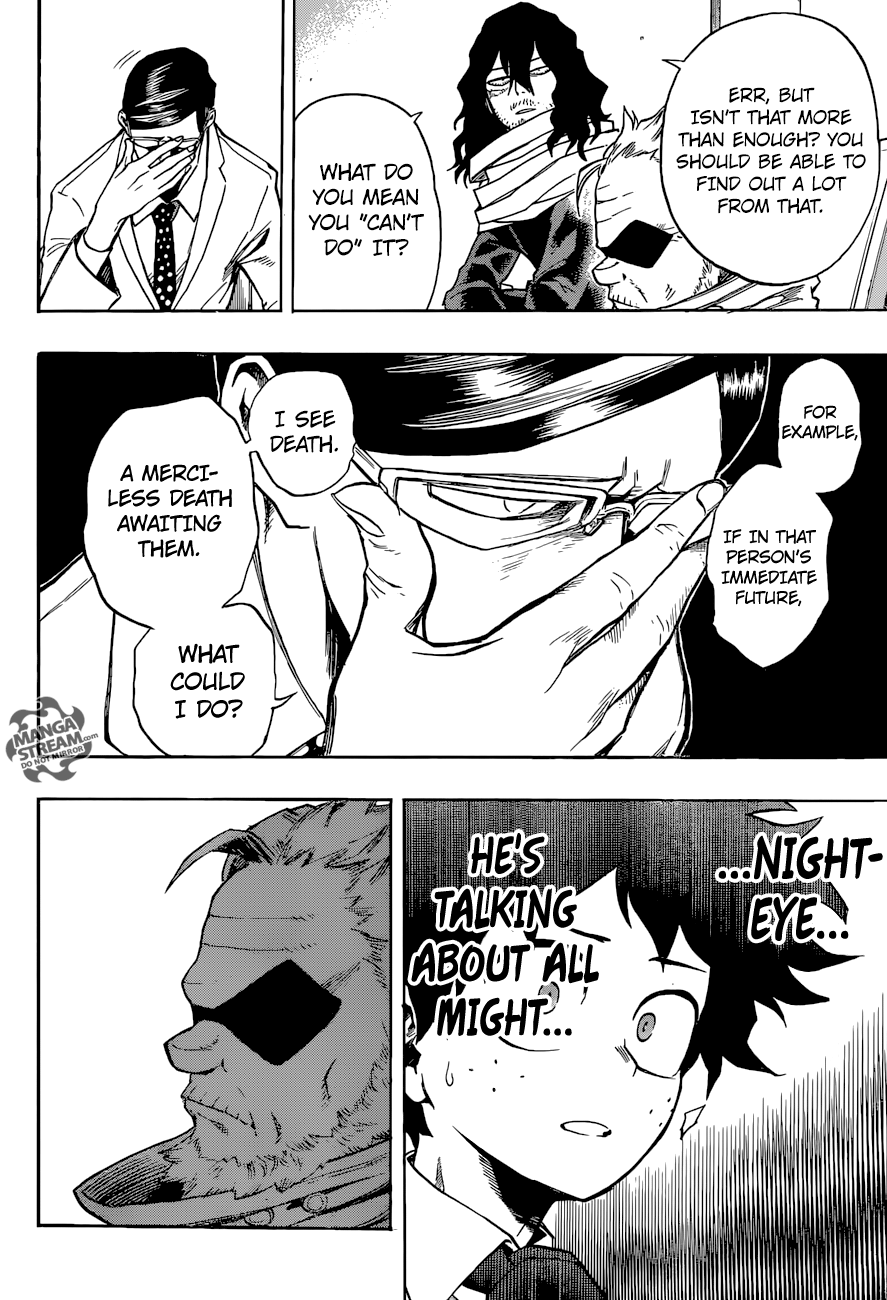 ERR, BUT
ISN'T THAT MORE
THAN ENOUGH? YOU
SHOULD BE ABLE TO
FIND OUT A LOT
FROM THAT.
WHAT DO
YOU MEAN
YOU "CAN'T
DO" IT?
FOR
EXAMPLE,
IF IN THAT
PERSON'S
IMMEDIATE
FUTURE,
I SEE
DEATH.
A MERCI-
LESS DEATH
AWAITING
THEM.
WHAT
COULD
I DO?
MANGA
STREAM.com
DO NOT MIRROR
...NIGHT-
EYE...
HE'S
TALKING
ABOUT ALL
MIGHT...